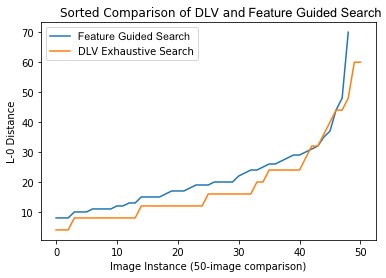 Sorted Comparison of DLV and Feature Guided Search
Feature Guided Search
DLV Exhaustive Search
L-0 Distance
70
60
50
40
30
20
10
0 10 20 30 40 50
Image Instance (50-image comparison)